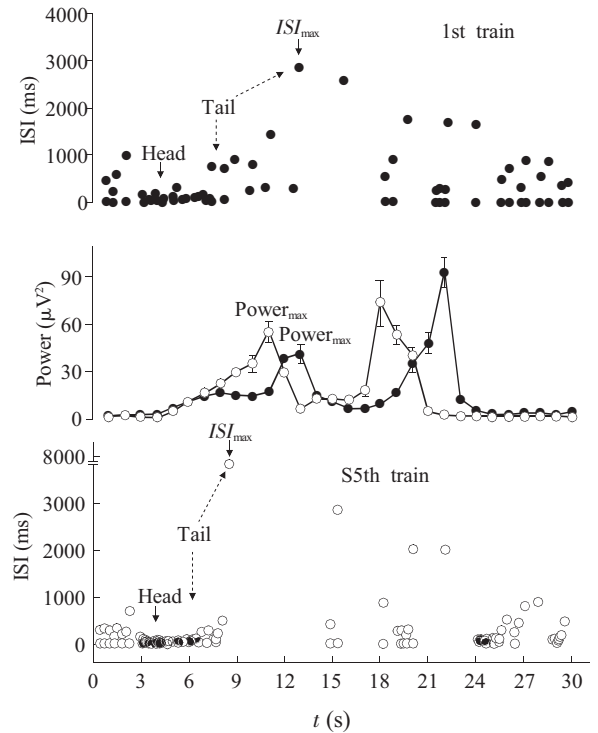 4000
3000
2000
1000
0
ISI (ms)
1st train
ISImax
Tail
Head
90
60
30
0
Power (μV2)
Powermax
Powermax
8000
3000
2000
1000
0
ISI (ms)
ISImax
S5th train
Tail
Head
0 3 6 9 12 15 18 21 24 27 30
t (s)